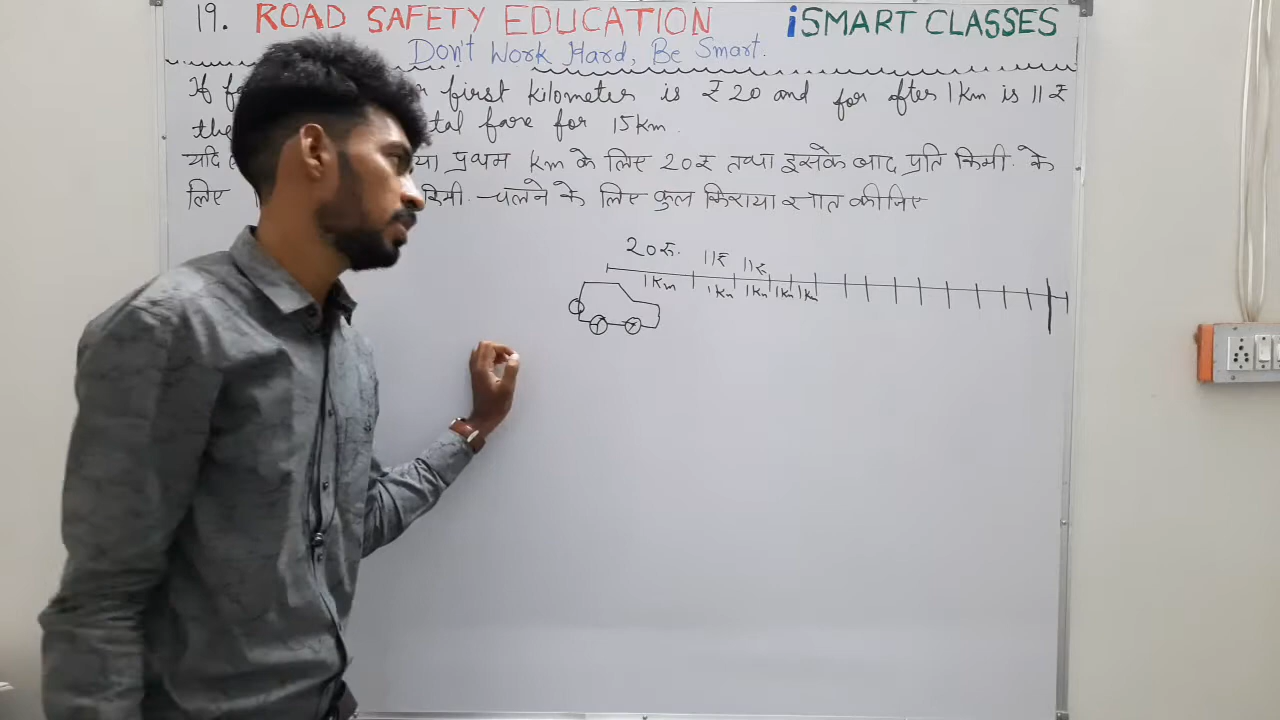 19. ROAD SAFETY EDUCATION iSMART CLASSES
Don't Work Hard, Be Smart.
If first kilometer is ₹20 and for after 1Km is 11₹
the fare for 15Km.
यदि प्रथम Km के लिए 20₹ तथा इसके बाद प्रति किमी. के
लिए किमी. चलने के लिए कुल किराया ज्ञात कीजिए
20रु. 11₹ 11₹
1Km 1Km 1Km 1Km 1Km